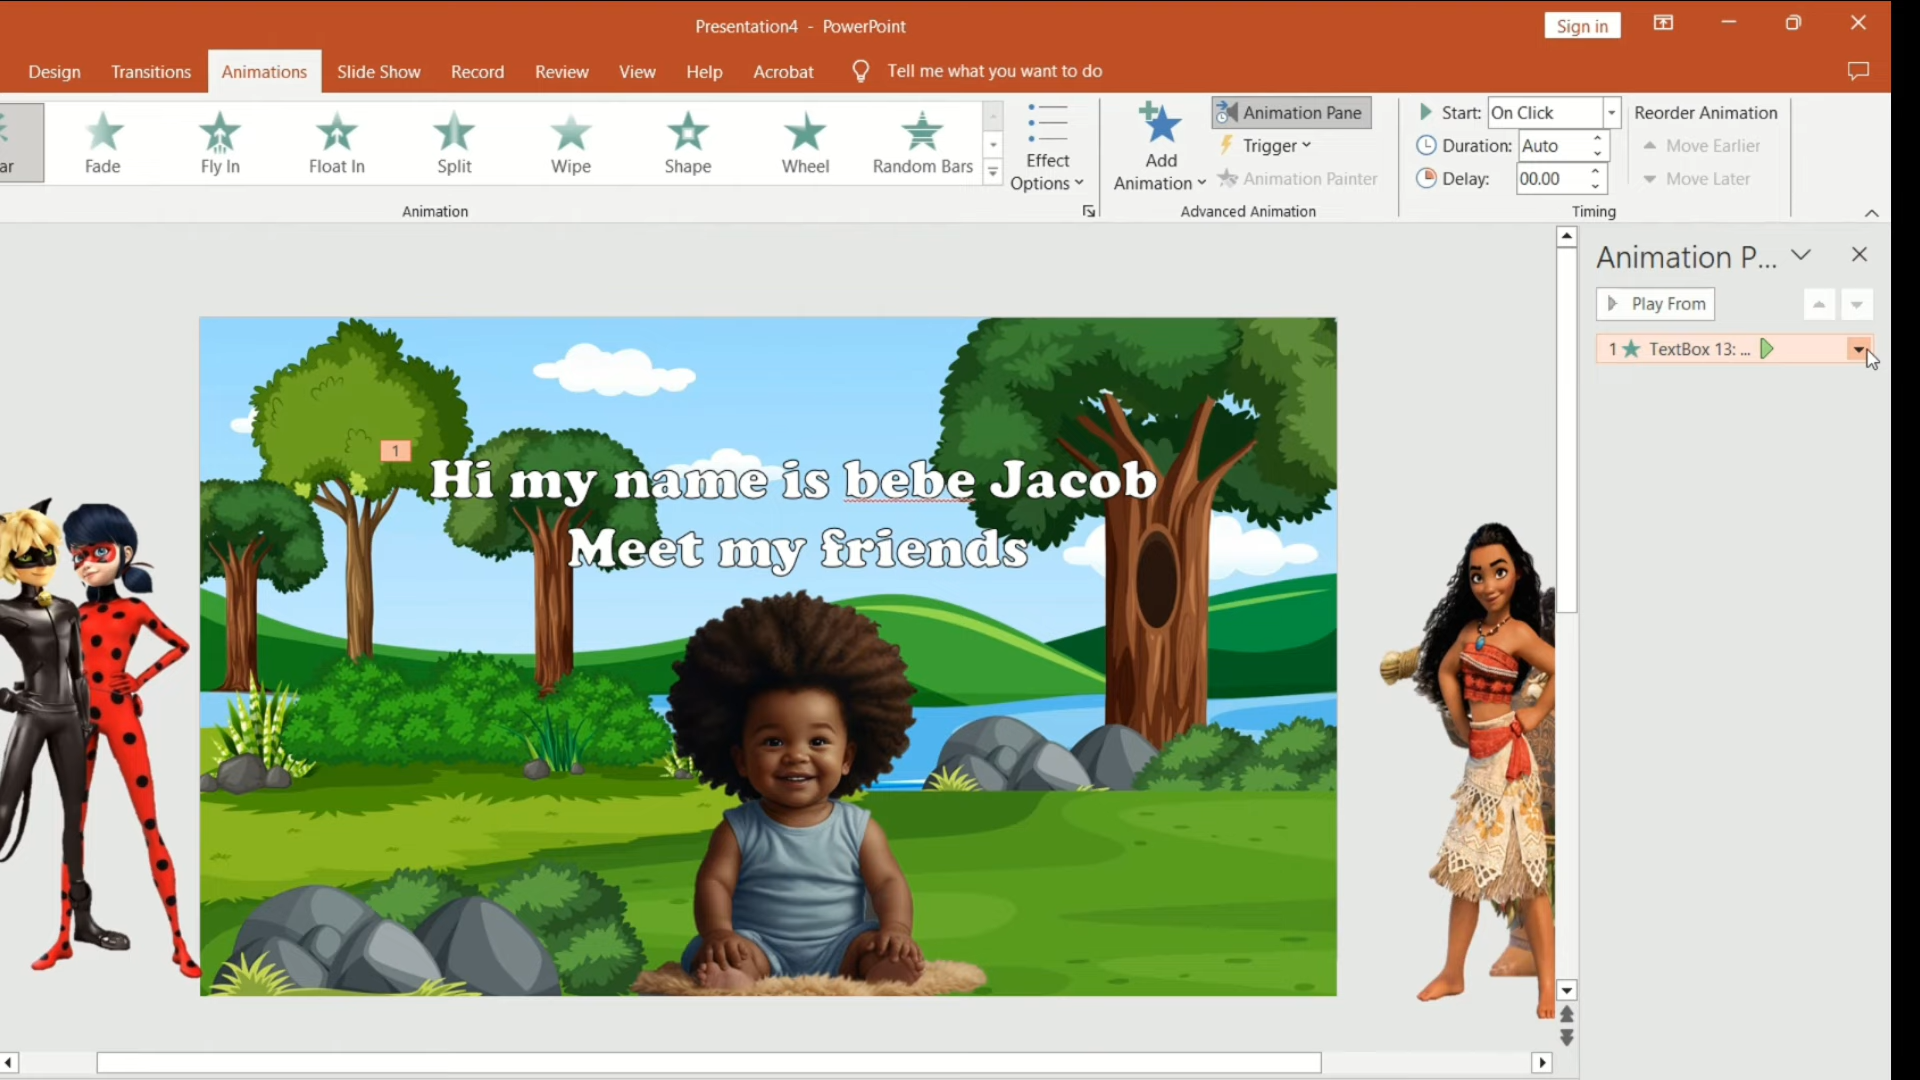 Presentation4 - PowerPoint
Sign in
Design Transitions Animations Slide Show Record Review View Help Acrobat Tell me what you want to do
ar Fade Fly In Float In Split Wipe Shape Wheel Random Bars
Effect Options
Add Animation
Animation Pane
Trigger
Animation Painter
Start: On Click
Duration: Auto
Delay: 00.00
Reorder Animation
Move Earlier
Move Later
Animation
Advanced Animation
Timing
Animation P...
Play From
1 TextBox 13: ...
1
Hi my name is bebe Jacob
Meet my friends